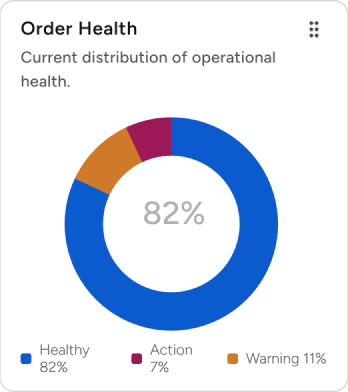 Order Health
Current distribution of operational
health.
82%
Healthy
82%
Action
7%
Warning 11%